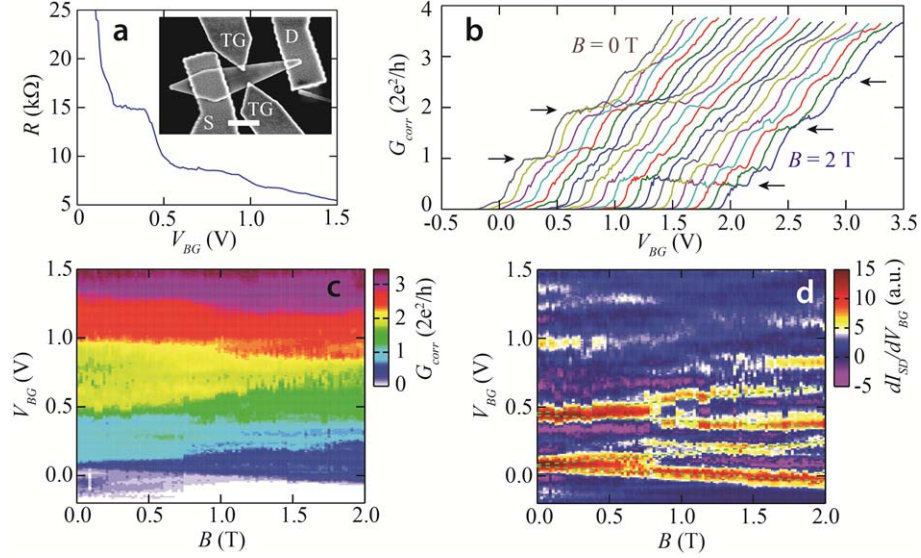 a
25
20
15
10
5
R (kΩ)
0.0
0.5
1.0
1.5
V_BG (V)
TG
D
S
TG
b
4
3
2
1
0
G_corr (2e²/h)
B = 0 T
B = 2 T
-0.5
0.0
0.5
1.0
1.5
2.0
2.5
3.0
3.5
V_BG (V)
c
1.5
1.0
0.5
0.0
V_BG (V)
0.0
0.5
1.0
1.5
2.0
B (T)
3
2
1
0
G_corr (2e²/h)
d
1.5
1.0
0.5
0.0
V_BG (V)
0.0
0.5
1.0
1.5
2.0
B (T)
15
10
5
0
-5
dI_SD/dV_BG (a.u.)